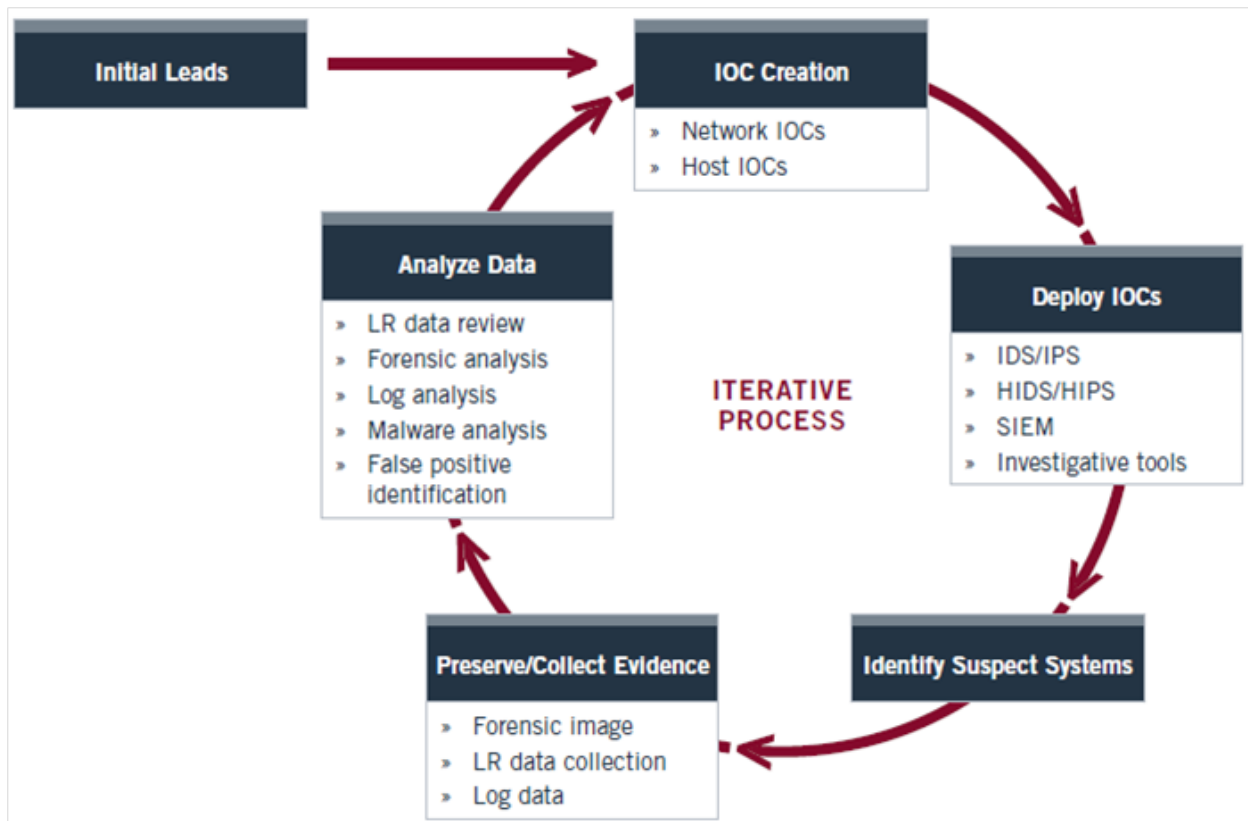 Initial Leads
IOC Creation
» Network IOCs
» Host IOCs
Deploy IOCs
» IDS/IPS
» HIDS/HIPS
» SIEM
» Investigative tools
Identify Suspect Systems
Preserve/Collect Evidence
» Forensic image
» LR data collection
» Log data
Analyze Data
» LR data review
» Forensic analysis
» Log analysis
» Malware analysis
» False positive
identification
ITERATIVE
PROCESS